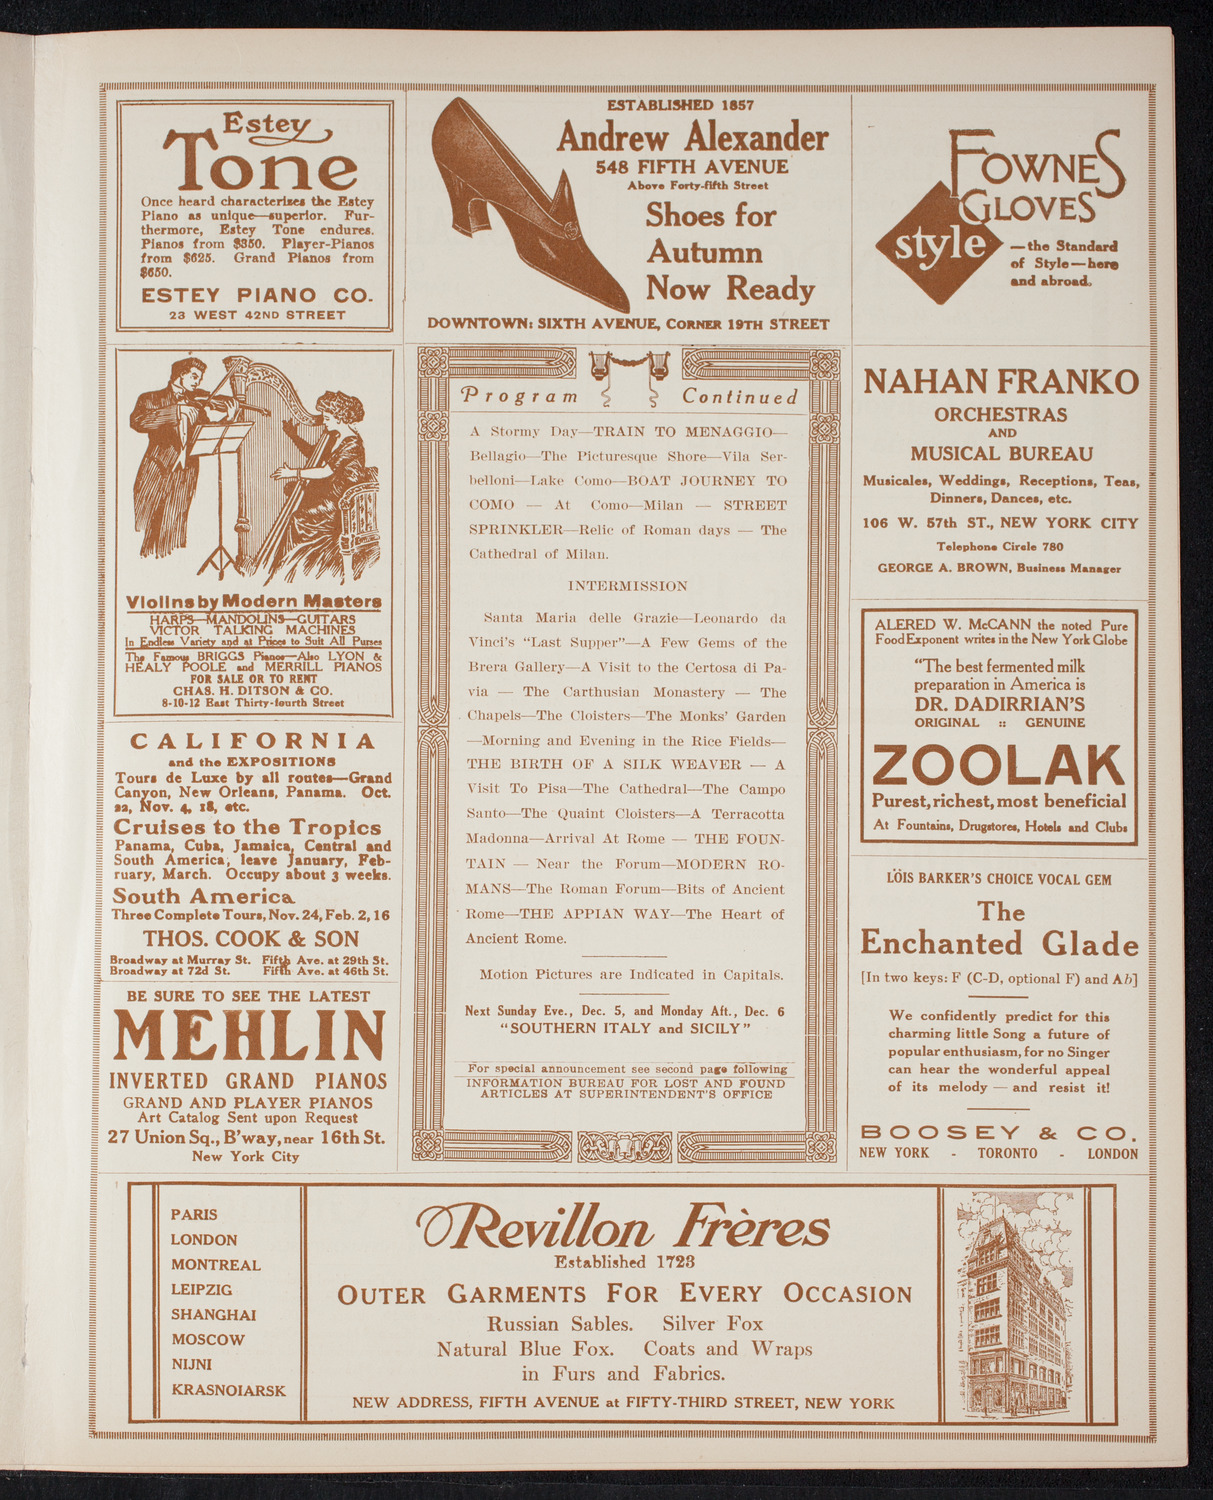 Estey
Tone
Once heard characterizes the Estey
Piano as unique—superior. Fur-
thermore, Estey Tone endures.
Pianos from $350. Player-Pianos
from $625. Grand Pianos from
$650.
ESTEY PIANO CO.
23 WEST 42ND STREET
ESTABLISHED 1857
Andrew Alexander
548 FIFTH AVENUE
Above Forty-fifth Street
Shoes for
Autumn
Now Ready
DOWNTOWN: SIXTH AVENUE, CORNER 19TH STREET
FOWNES
GLOVES
style
—the Standard
of Style—here
and abroad.
Violins by Modern Masters
HARPS—MANDOLINS—GUITARS
VICTOR TALKING MACHINES
In Endless Variety and at Prices to Suit All Purses
The Famous BRIGGS Pianos—Also LYON &
HEALY POOLE and MERRILL PIANOS
FOR SALE OR TO RENT
CHAS. H. DITSON & CO.
8-10-12 East Thirty-fourth Street
CALIFORNIA
and the EXPOSITIONS
Tours de Luxe by all routes—Grand
Canyon, New Orleans, Panama. Oct.
22, Nov. 4, 18, etc.
Cruises to the Tropics
Panama, Cuba, Jamaica, Central and
South America, leave January, Feb-
ruary, March. Occupy about 3 weeks.
South America
Three Complete Tours, Nov. 24, Feb. 2, 16
THOS. COOK & SON
Broadway at Murray St. Fifth Ave. at 29th St.
Broadway at 72d St. Fifth Ave. at 46th St.
BE SURE TO SEE THE LATEST
MEHLIN
INVERTED GRAND PIANOS
GRAND AND PLAYER PIANOS
Art Catalog Sent upon Request
27 Union Sq., B'way, near 16th St.
New York City
Program Continued
A Stormy Day—TRAIN TO MENAGGIO—
Bellagio—The Picturesque Shore—Vila Ser-
belloni—Lake Como—BOAT JOURNEY TO
COMO — At Como—Milan — STREET
SPRINKLER—Relic of Roman days — The
Cathedral of Milan.
INTERMISSION
Santa Maria delle Grazie—Leonardo da
Vinci's "Last Supper"—A Few Gems of the
Brera Gallery—A Visit to the Certosa di Pa-
via — The Carthusian Monastery — The
Chapels—The Cloisters—The Monks' Garden
—Morning and Evening in the Rice Fields—
THE BIRTH OF A SILK WEAVER — A
Visit To Pisa—The Cathedral—The Campo
Santo—The Quaint Cloisters—A Terracotta
Madonna—Arrival At Rome — THE FOUN-
TAIN — Near the Forum—MODERN RO-
MANS—The Roman Forum—Bits of Ancient
Rome—THE APPIAN WAY—The Heart of
Ancient Rome.
Motion Pictures are Indicated in Capitals.
Next Sunday Eve., Dec. 5, and Monday Aft., Dec. 6
"SOUTHERN ITALY and SICILY"
For special announcement see second page following
INFORMATION BUREAU FOR LOST AND FOUND
ARTICLES AT SUPERINTENDENT'S OFFICE
NAHAN FRANKO
ORCHESTRAS
AND
MUSICAL BUREAU
Musicales, Weddings, Receptions, Teas,
Dinners, Dances, etc.
106 W. 57th ST., NEW YORK CITY
Telephone Circle 780
GEORGE A. BROWN, Business Manager
ALERED W. McCANN the noted Pure
Food Exponent writes in the New York Globe
"The best fermented milk
preparation in America is
DR. DADIRRIAN'S
ORIGINAL :: GENUINE
ZOOLAK
Purest, richest, most beneficial
At Fountains, Drugstores, Hotels and Clubs
LÖIS BARKER'S CHOICE VOCAL GEM
The
Enchanted Glade
[In two keys: F (C-D, optional F) and Ab]
We confidently predict for this
charming little Song a future of
popular enthusiasm, for no Singer
can hear the wonderful appeal
of its melody — and resist it!
BOOSEY & CO.
NEW YORK - TORONTO - LONDON
PARIS
LONDON
MONTREAL
LEIPZIG
SHANGHAI
MOSCOW
NIJNI
KRASNOIARSK
Revillon Frères
Established 1723
OUTER GARMENTS FOR EVERY OCCASION
Russian Sables. Silver Fox
Natural Blue Fox. Coats and Wraps
in Furs and Fabrics.
NEW ADDRESS, FIFTH AVENUE at FIFTY-THIRD STREET, NEW YORK